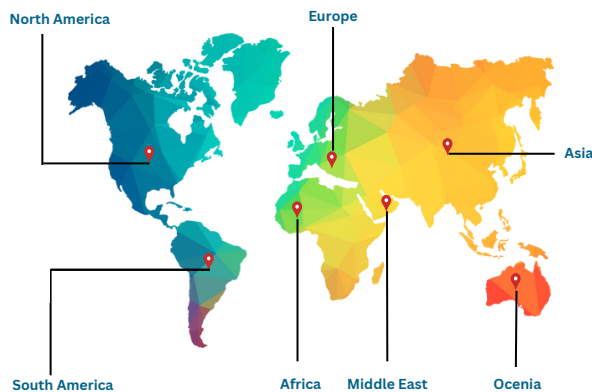 North America
Europe
Asia
South America
Africa
Middle East
Ocenia